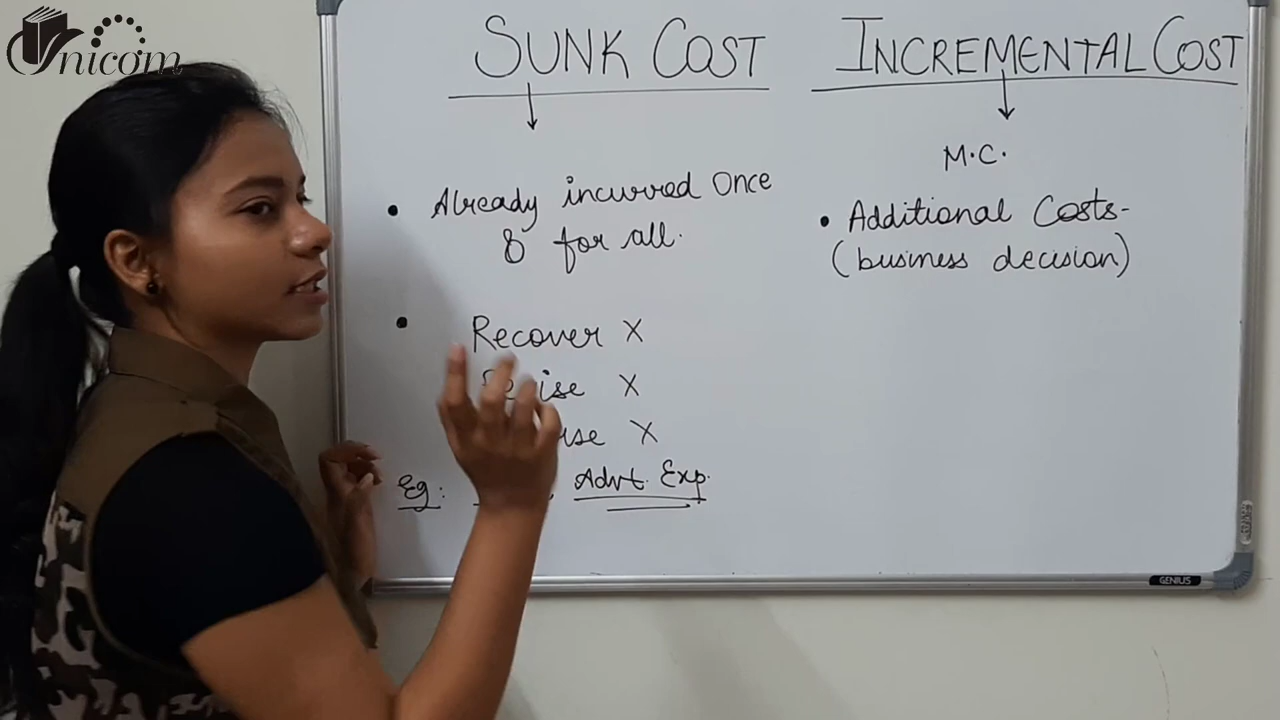 Unicom
SUNK COST
Already incurred Once
& for all.
Recover X
X
X
Eg: Advt. Exp.
INCREMENTAL COST
M.C.
Additional Costs-
(business decision)
GENIUS